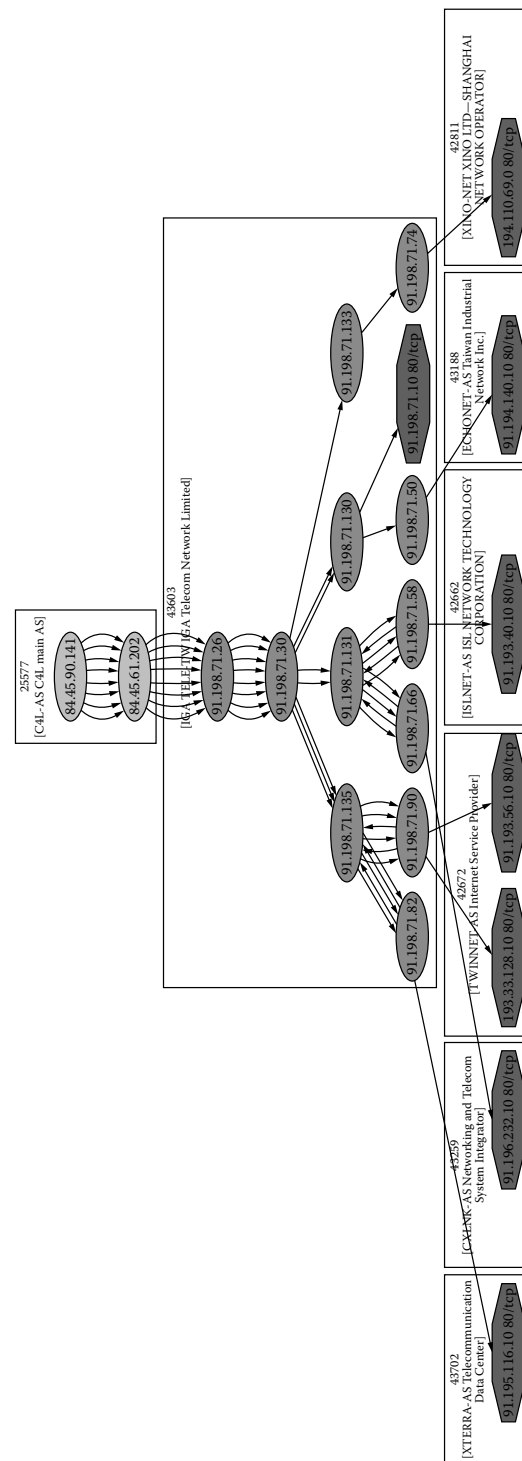 25577
[C4L-AS C4L main AS]
84.45.90.141
84.45.61.202
43603
[IGA TELE/TWIGA Telecom Network Limited]
91.198.71.26
91.198.71.30
91.198.71.135
91.198.71.131
91.198.71.130
91.198.71.133
91.198.71.82
91.198.71.90
91.198.71.66
91.198.71.58
91.198.71.50
91.198.71.10 80/tcp
91.198.71.74
43702
[XTERRA-AS Telecommunication
Data Center]
91.195.116.10 80/tcp
43259
[CXLNK-AS Networking and Telecom
System Integrator]
91.196.232.10 80/tcp
42672
[TWINNET-AS Internet Service Provider]
193.33.128.10 80/tcp
91.193.56.10 80/tcp
42662
[ISLNET-AS ISL NETWORK TECHNOLOGY
CORPORATION]
91.193.40.10 80/tcp
43188
[ECHONET-AS Taiwan Industrial
Network Inc.]
91.194.140.10 80/tcp
42811
[XINO-NET XINO LTD—SHANGHAI
NETWORK OPERATOR]
194.110.69.0 80/tcp